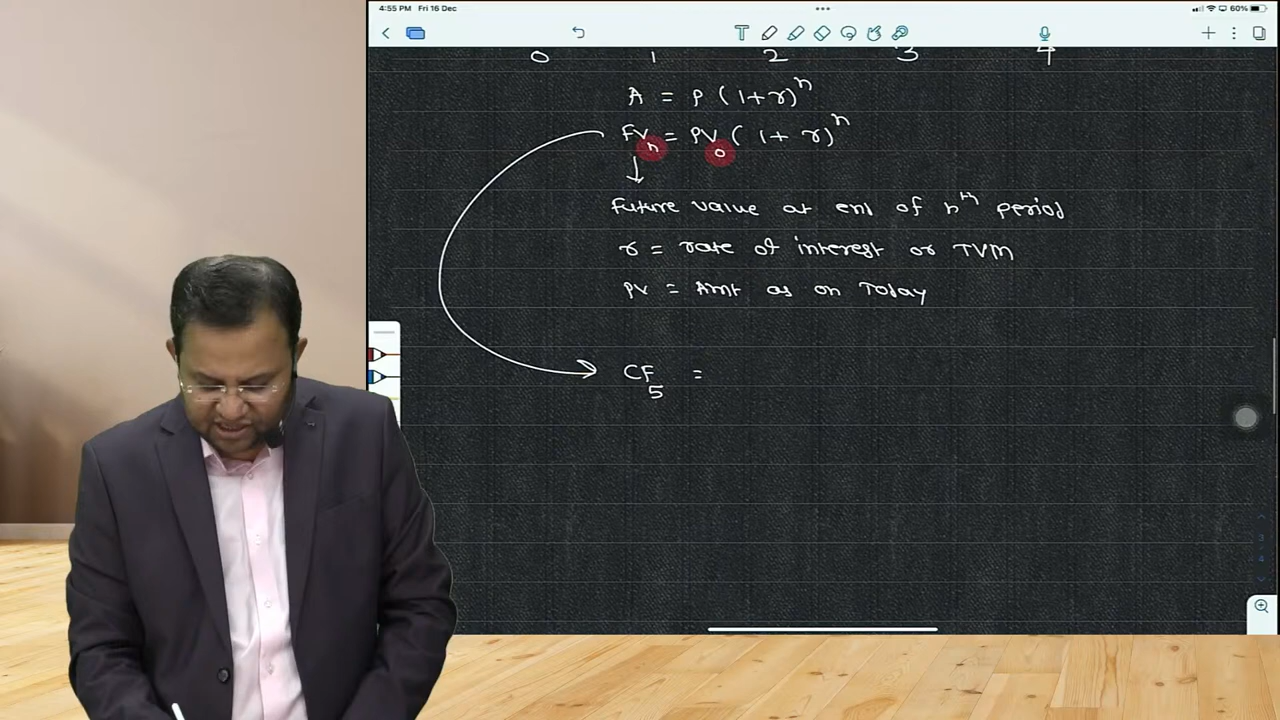 4:55 PM Fri 16 Dec
60%
0 1 2 3 4
A = P (1+r)^n
FV_n = PV_0 (1+r)^n
Future value at end of n^th period
r = rate of interest or TVM
PV = Amt as on Today
CF_5 =